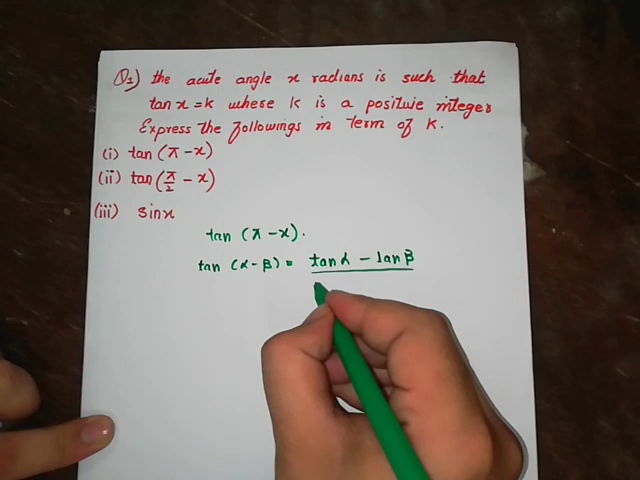 Q1) the acute angle x radians is such that
tan x = k where k is a positive integer
Express the followings in term of k.
(i) tan (π - x)
(ii) tan (π/2 - x)
(iii) sinx
tan (π - x).
tan (α - β) = tan α - tan β